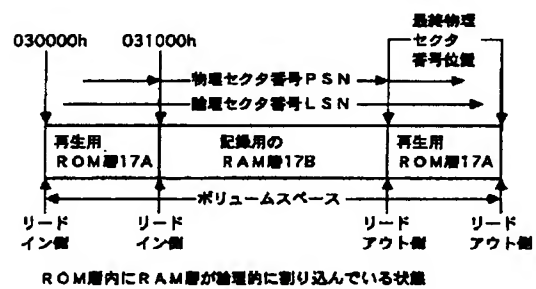 最終物理
セクタ
番号位置
030000h 031000h
物理セクタ番号PSN
論理セクタ番号LSN
再生用
ROM層17A
記録用の
RAM層17B
再生用
ROM層17A
ボリュームスペース
リード
イン側
リード
イン側
リード
アウト側
リード
アウト側
ROM層内にRAM層が論理的に割り込んでいる状態